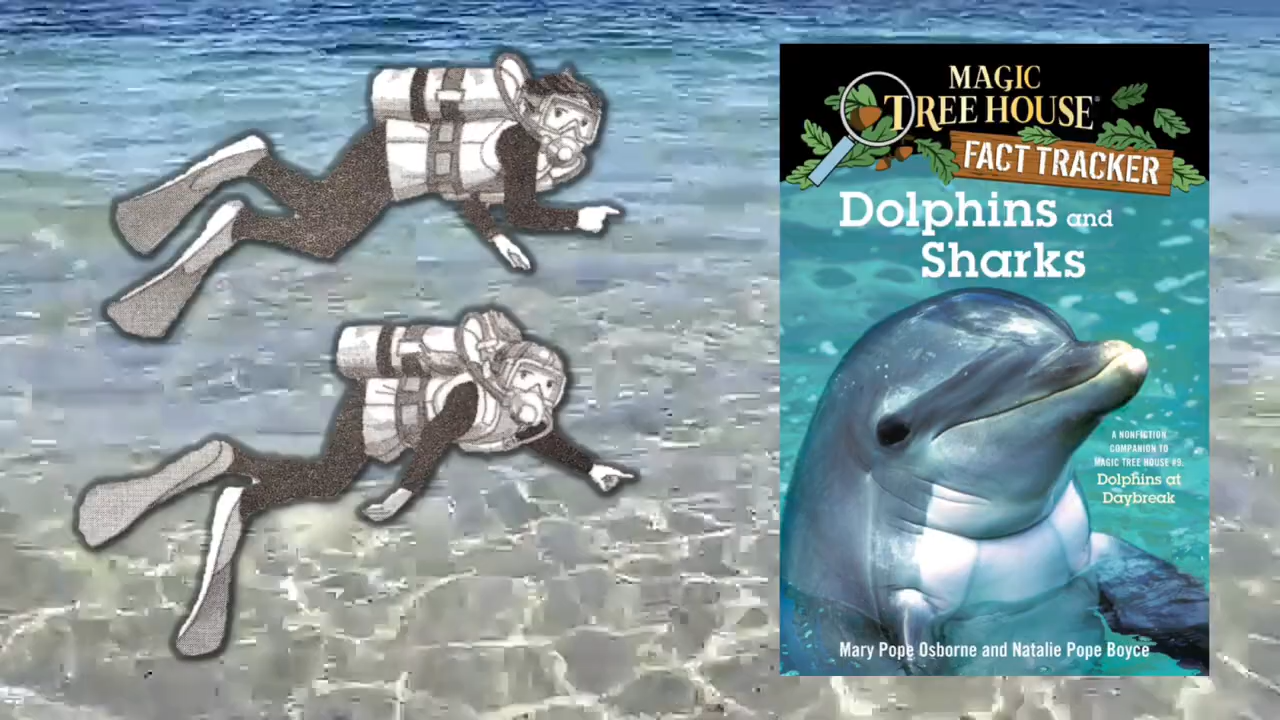 MAGIC
TREE HOUSE®
FACT TRACKER
Dolphins and
Sharks
A NONFICTION
COMPANION TO
MAGIC TREE HOUSE #9:
Dolphins at
Daybreak
Mary Pope Osborne and Natalie Pope Boyce